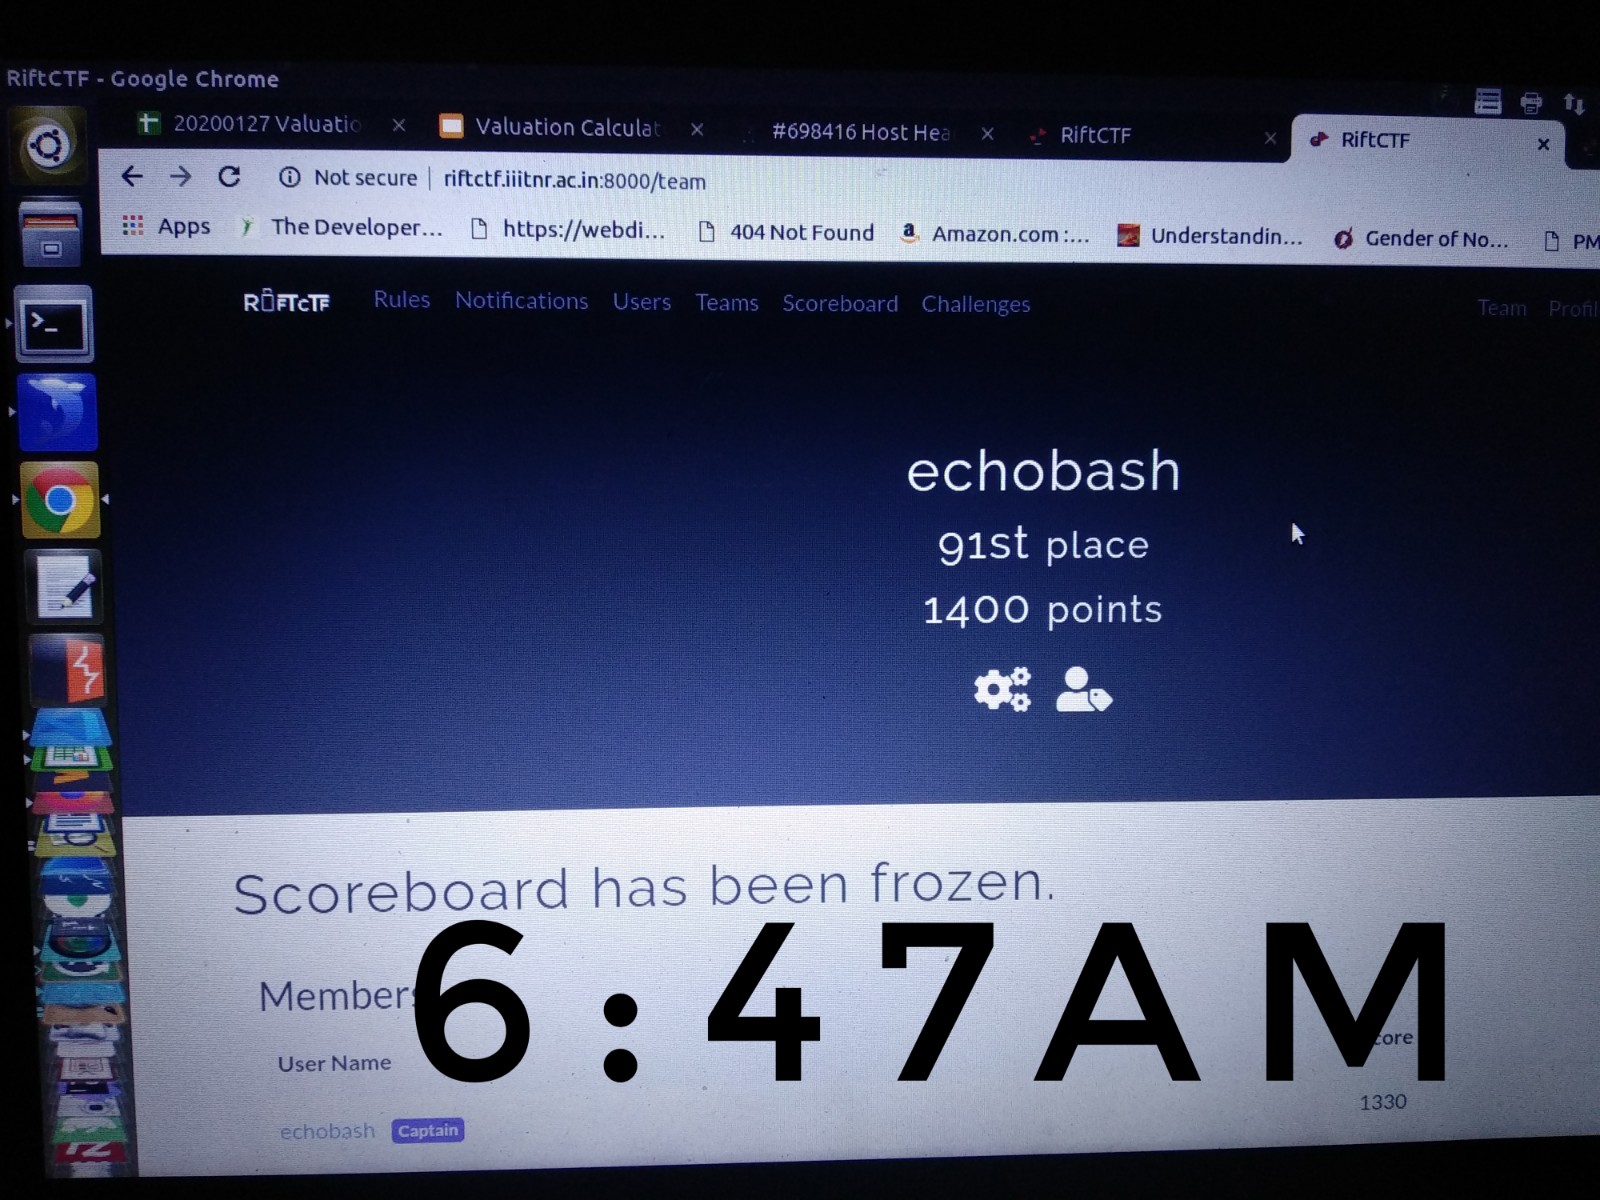 RiftCTF - Google Chrome
20200127 Valuatio
Valuation Calculat
#698416 Host Hea
RiftCTF
RiftCTF
Not secure
riftctf.iiitnr.ac.in:8000/team
Apps
The Developer...
https://webdi...
404 Not Found
Amazon.com :...
Understandin...
Gender of No...
PM
RIFTCTF
Rules
Notifications
Users
Teams
Scoreboard
Challenges
Team
Profil
echobash
91st place
1400 points
Scoreboard has been frozen.
6:47AM
Members
core
User Name
1330
echobash
Captain